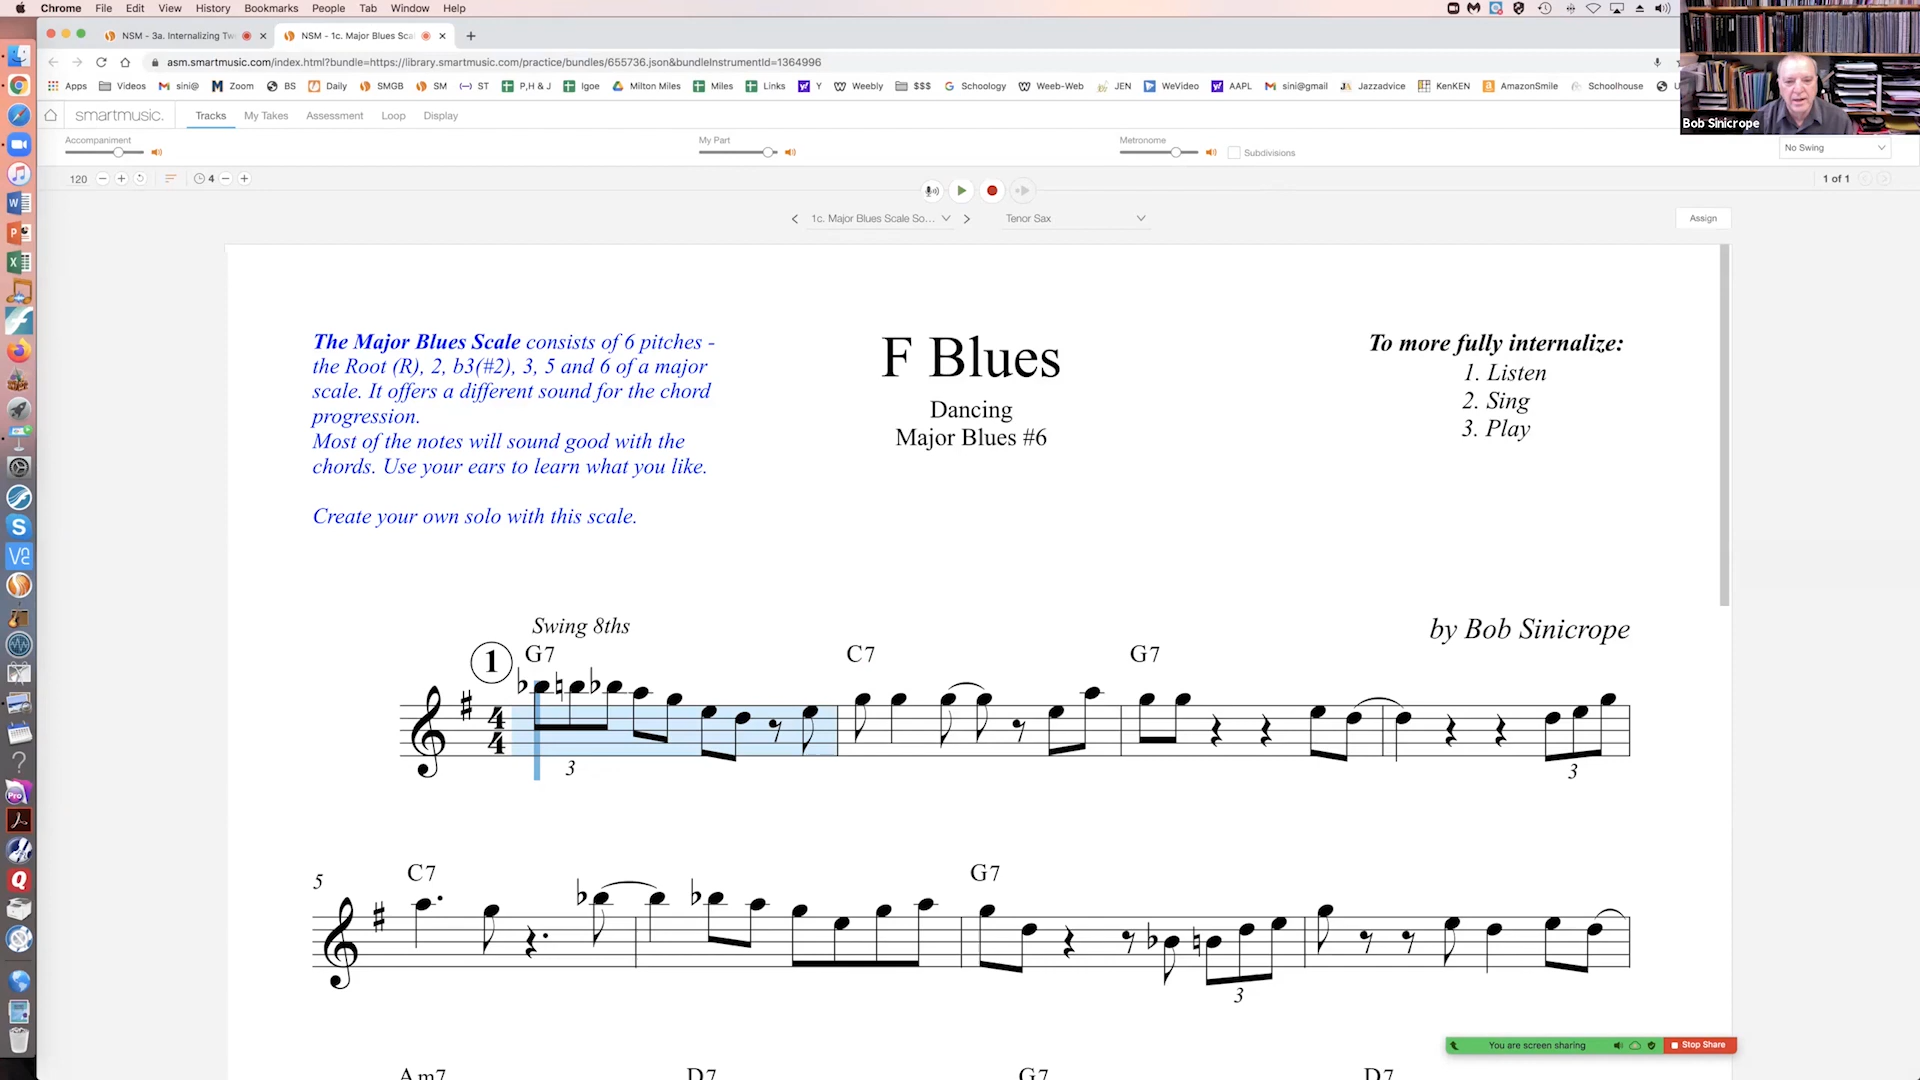 Chrome File Edit View History Bookmarks People Tab Window Help
NSM - 3a. Internalizing Tw
NSM - 1c. Major Blues Sca
asm.smartmusic.com/index.html?bundle=https://library.smartmusic.com/practice/bundles/655736.json&bundleInstrumentId=1364996
Apps Videos sini@ Zoom BS Daily SMGB SM ST P,H & J Igoe Milton Miles Miles Links Y Weebly $$$ Schoology Weeb-Web JEN WeVideo AAPL sini@gmail Jazzadvice KenKEN AmazonSmile Schoolhouse U
Bob Sinicrope
smartmusic. Tracks My Takes Assessment Loop Display
Accompaniment My Part Metronome
Subdivisions
No Swing
120 4 1 of 1
1c. Major Blues Scale So... Tenor Sax Assign
The Major Blues Scale consists of 6 pitches -
the Root (R), 2, b3(#2), 3, 5 and 6 of a major
scale. It offers a different sound for the chord
progression.
Most of the notes will sound good with the
chords. Use your ears to learn what you like.
Create your own solo with this scale.
F Blues
Dancing
Major Blues #6
To more fully internalize:
1. Listen
2. Sing
3. Play
Swing 8ths
by Bob Sinicrope
1 G7 C7 G7
4
4
3 3
5 C7 G7
3
Am7 D7 G7 D7
You are screen sharing Stop Share